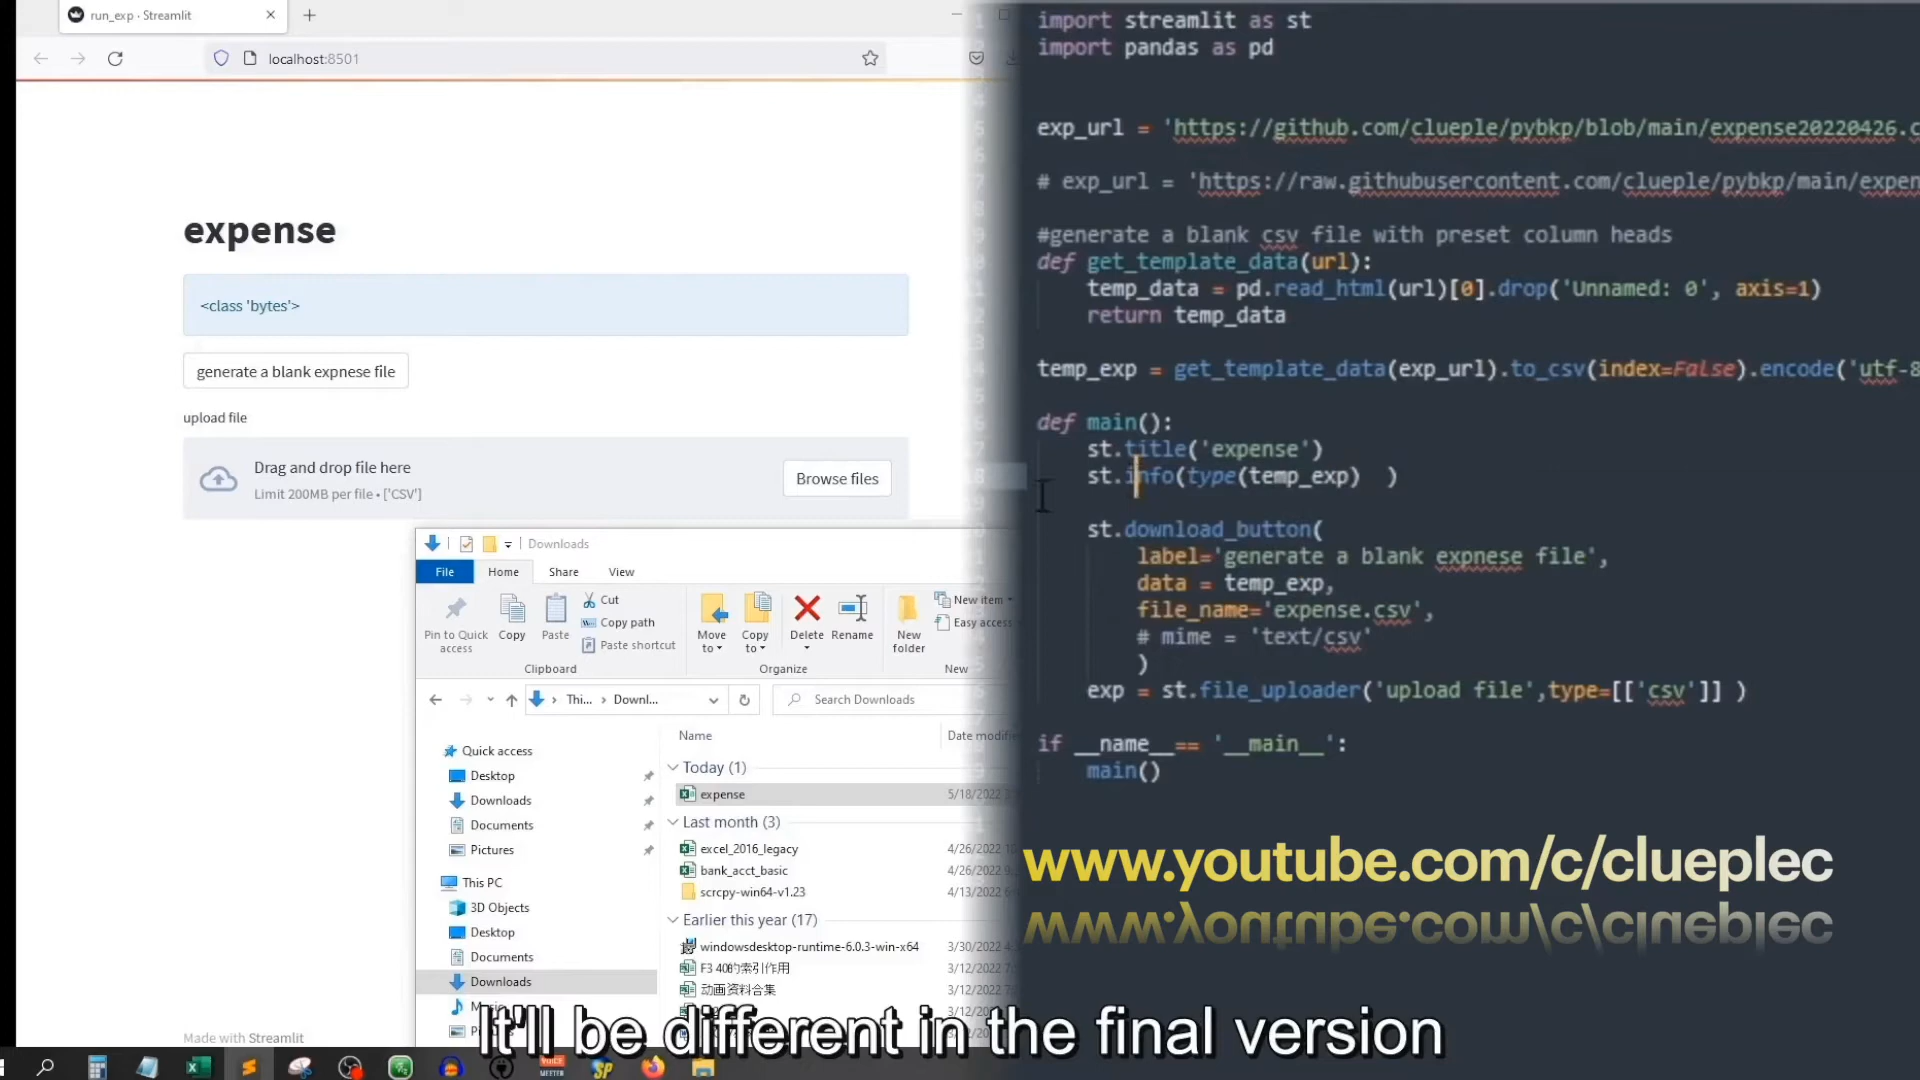 run_exp · Streamlit
localhost:8501
expense
<class 'bytes'>
generate a blank expnese file
upload file
Drag and drop file here
Limit 200MB per file • ['CSV']
Browse files
Made with Streamlit
Downloads
File Home Share View
Pin to Quick access
Copy
Paste
Cut
Copy path
Paste shortcut
Clipboard
Move to
Copy to
Delete
Rename
Organize
New folder
New item
Easy access
New
Thi... Downl...
Search Downloads
Quick access
Desktop
Downloads
Documents
Pictures
This PC
3D Objects
Desktop
Documents
Downloads
Name Date modifie
Today (1)
expense 5/18/2022
Last month (3)
excel_2016_legacy 4/26/2022
bank_acct_basic 4/26/2022
scrcpy-win64-v1.23 4/13/2022
Earlier this year (17)
windowsdesktop-runtime-6.0.3-win-x64 3/30/2022
F3 40的索引作用 3/12/2022
动画资料合集 3/12/2022
import streamlit as st
import pandas as pd
exp_url = 'https://github.com/clueple/pybkp/blob/main/expense20220426.c
# exp_url = 'https://raw.githubusercontent.com/clueple/pybkp/main/expen
#generate a blank csv file with preset column heads
def get_template_data(url):
temp_data = pd.read_html(url)[0].drop('Unnamed: 0', axis=1)
return temp_data
temp_exp = get_template_data(exp_url).to_csv(index=False).encode('utf-8
def main():
st.title('expense')
st.info(type(temp_exp) )
st.download_button(
label='generate a blank expnese file',
data = temp_exp,
file_name='expense.csv',
# mime = 'text/csv'
)
exp = st.file_uploader('upload file',type=[['csv']] )
if __name__== '__main__':
main()
www.youtube.com/c/clueplec
It'll be different in the final version